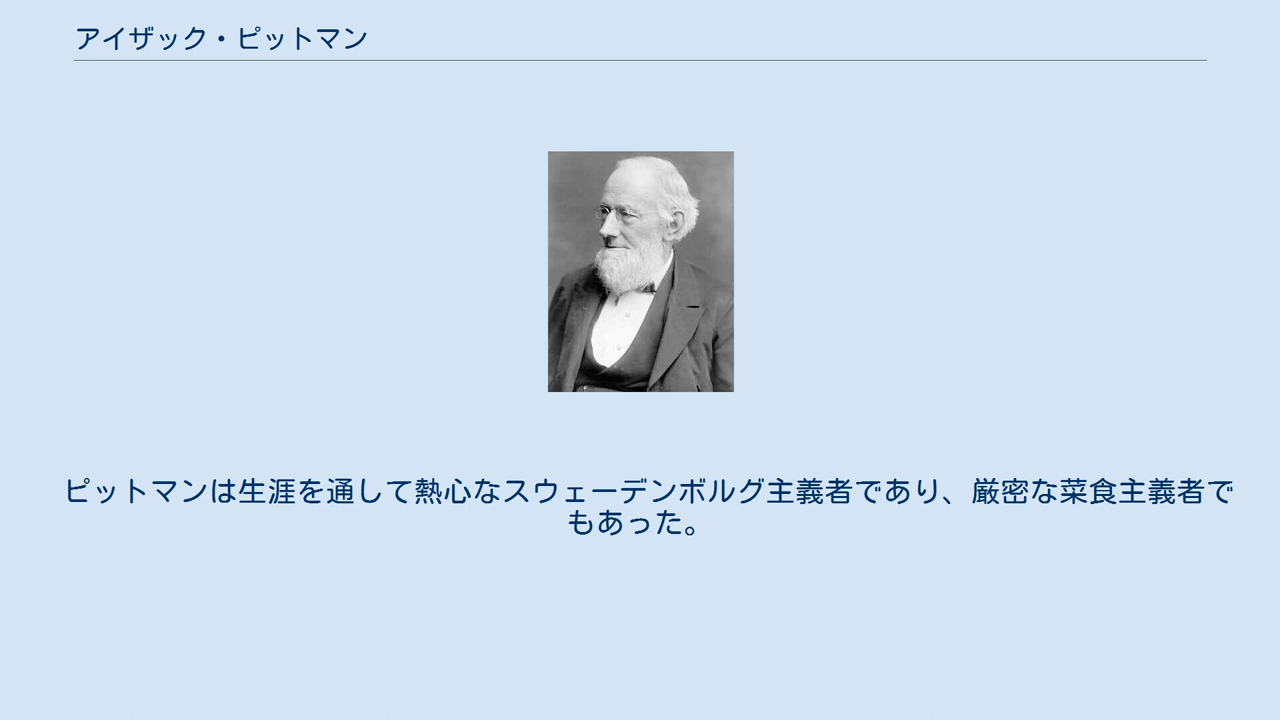 アイザック・ピットマン
ピットマンは生涯を通して熱心なスウェーデンボルグ主義者であり、厳密な菜食主義者で
もあった。